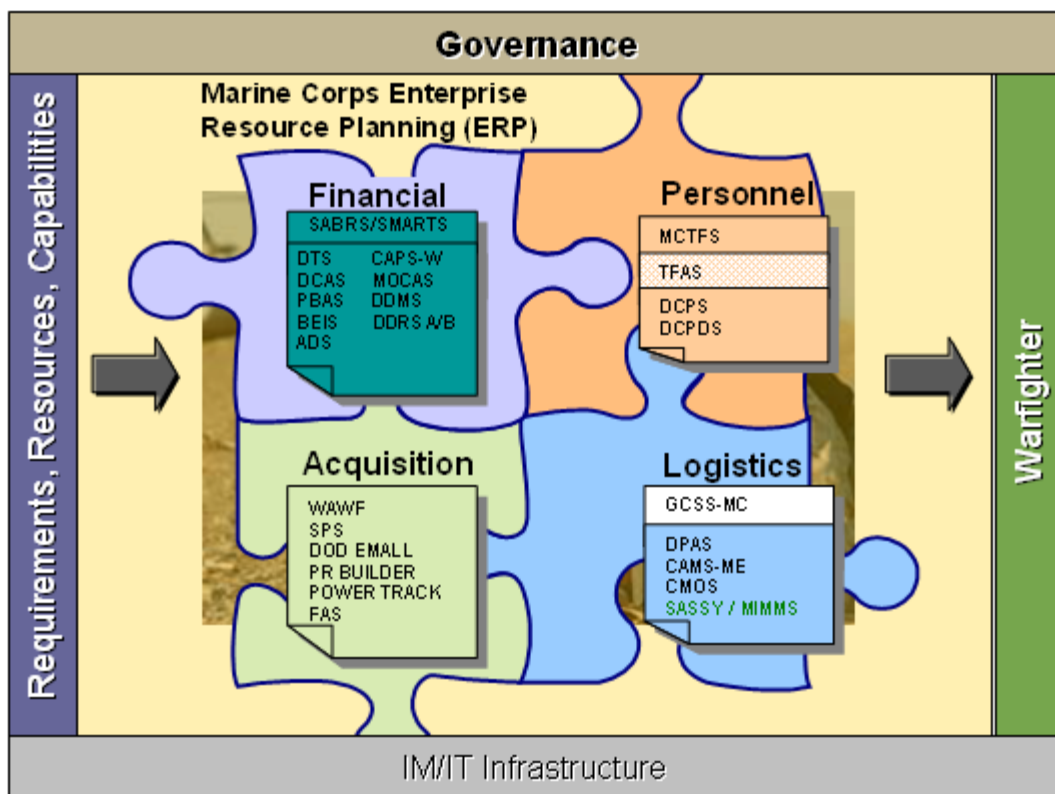 Governance
Requirements, Resources, Capabilities
Marine Corps Enterprise
Resource Planning (ERP)
Financial
SABRS/SMARTS
DTS CAPS-W
DCAS MOCAS
PBAS DDMS
BEIS DDRS A/B
ADS
Personnel
MCTFS
TFAS
DCPS
DCPDS
Acquisition
WAWF
SPS
DOD EMALL
PR BUILDER
POWER TRACK
FAS
Logistics
GCSS-MC
DPAS
CAMS-ME
CMOS
SASSY / MIMMS
Warfighter
IM/IT Infrastructure